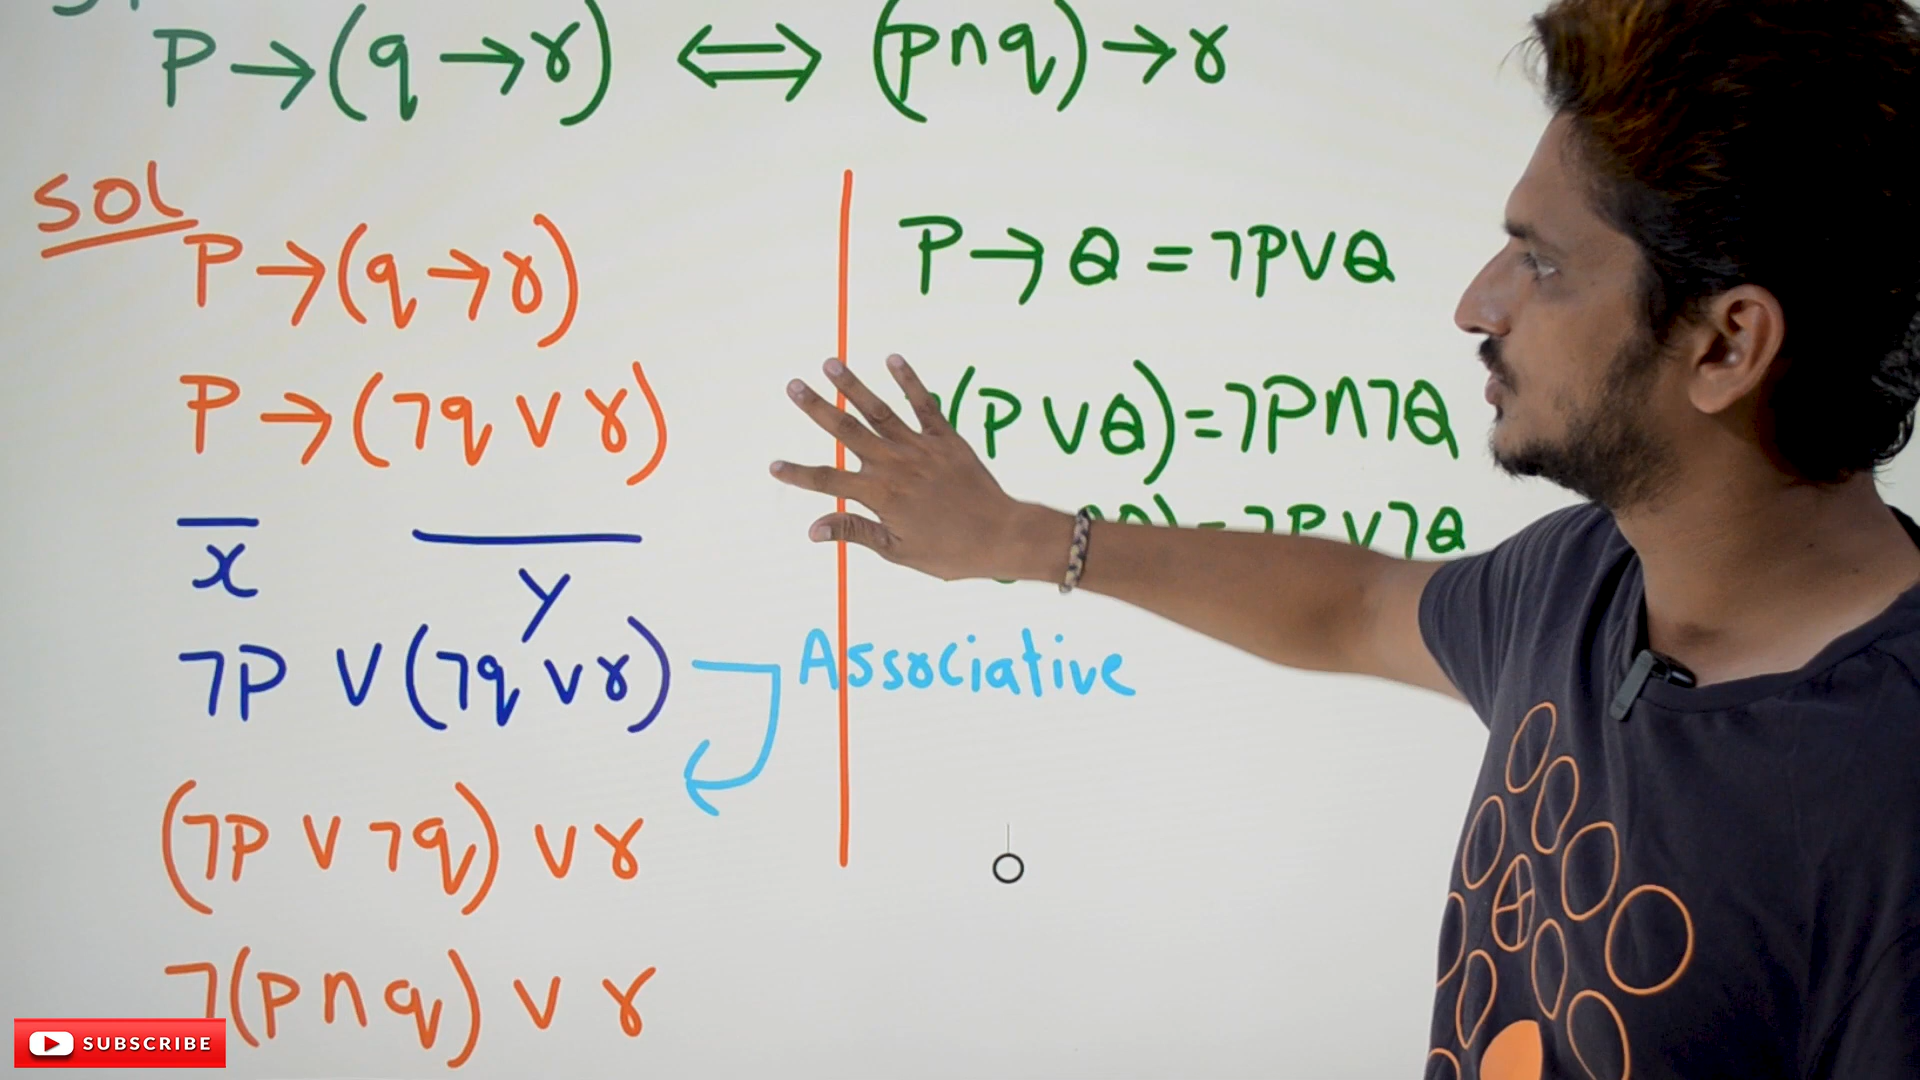 P → (q → r) ⟺ (p ∩ q) → r
SOL
P → (q → r)
P → (¬q ∨ r)
x y
¬P ∨ (¬q ∨ r)
Associative
(¬P ∨ ¬q) ∨ r
¬(P ∩ q) ∨ r
P → Q = ¬P ∨ Q
(P ∨ Q) = ¬P ∩ ¬Q
Q) = ¬P ∨ ¬Q
SUBSCRIBE